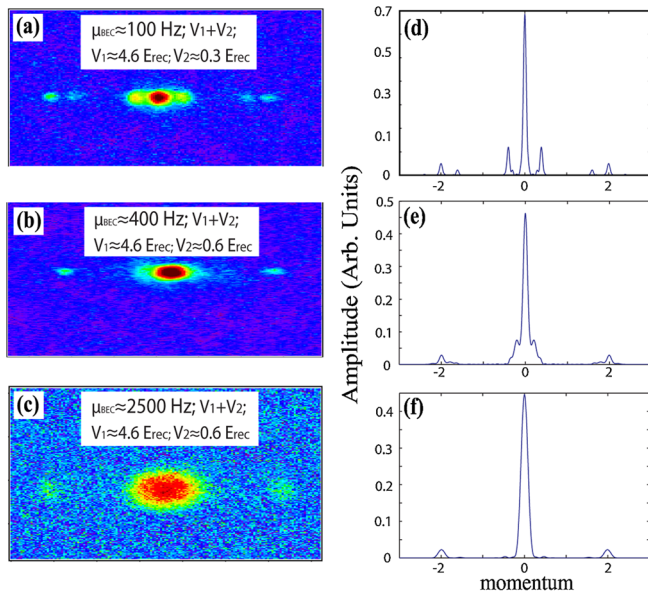 (a)
μBEC≈100 Hz; V1+V2;
V1≈4.6 Erec; V2≈0.3 Erec
(b)
μBEC≈400 Hz; V1+V2;
V1≈4.6 Erec; V2≈0.6 Erec
(c)
μBEC≈2500 Hz; V1+V2;
V1≈4.6 Erec; V2≈0.6 Erec
Amplitude (Arb. Units)
(d)
0.7
0.5
0.3
0.1
0
-2 0 2
(e)
0.5
0.4
0.3
0.2
0.1
0
-2 0 2
(f)
0.4
0.3
0.2
0.1
0
-2 0 2
momentum